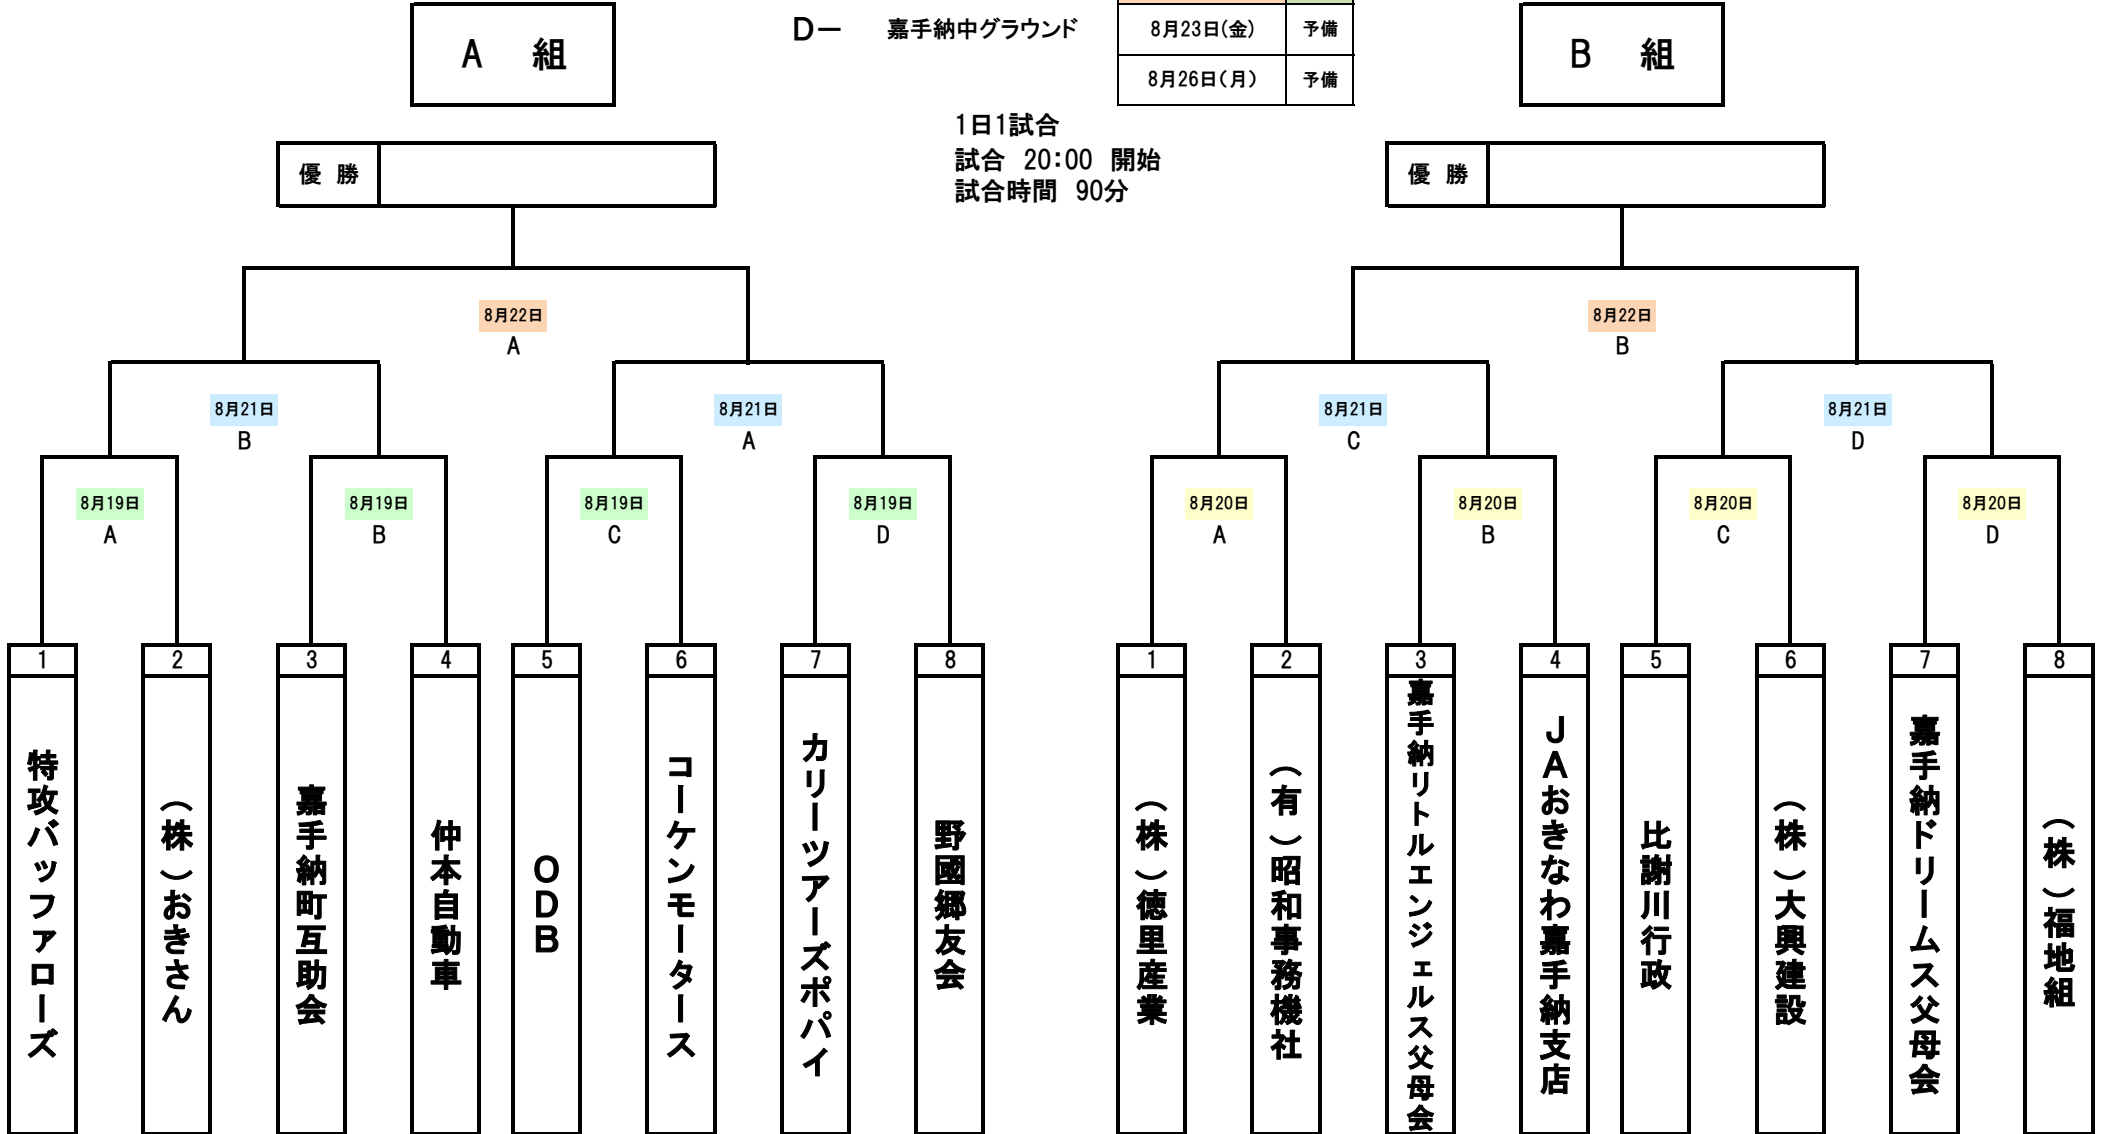 A 組
D－ 嘉手納中グラウンド
8月23日(金) 予備
8月26日(月) 予備
B 組
1日1試合
試合 20:00 開始
試合時間 90分
優 勝
優 勝
8月22日
A
8月22日
B
8月21日
B
8月21日
A
8月21日
C
8月21日
D
8月19日
A
8月19日
B
8月19日
C
8月19日
D
8月20日
A
8月20日
B
8月20日
C
8月20日
D
1
特攻バッファローズ
2
(株)おきさん
3
嘉手納町互助会
4
仲本自動車
5
ODB
6
コーケンモータース
7
カリーツアーズポパイ
8
野國郷友会
1
(株)徳里産業
2
(有)昭和事務機社
3
嘉手納リトルエンジェルス父母会
4
JAおきなわ嘉手納支店
5
比謝川行政
6
(株)大興建設
7
嘉手納ドリームス父母会
8
(株)福地組